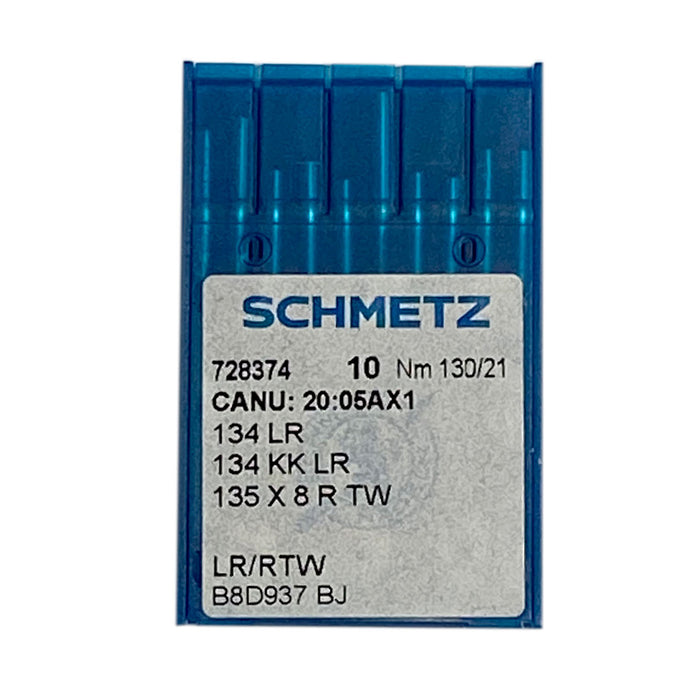 SCHMETZ
728374 10 Nm 130/21
CANU: 20:05AX1
134 LR
134 KK LR
135 X 8 R TW
LR/RTW
B8D937 BJ